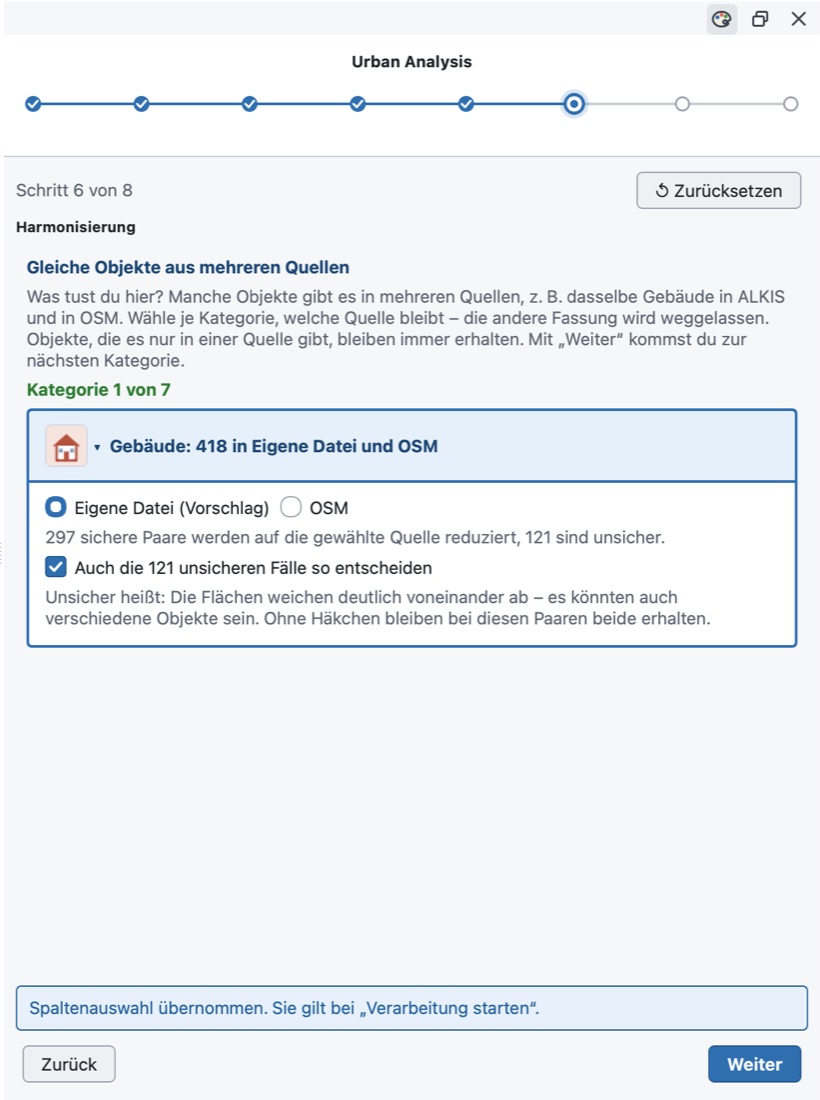 Urban Analysis
Schritt 6 von 8
Zurücksetzen
Harmonisierung
Gleiche Objekte aus mehreren Quellen
Was tust du hier? Manche Objekte gibt es in mehreren Quellen, z. B. dasselbe Gebäude in ALKIS
und in OSM. Wähle je Kategorie, welche Quelle bleibt – die andere Fassung wird weggelassen.
Objekte, die es nur in einer Quelle gibt, bleiben immer erhalten. Mit „Weiter“ kommst du zur
nächsten Kategorie.
Kategorie 1 von 7
Gebäude: 418 in Eigene Datei und OSM
Eigene Datei (Vorschlag) OSM
297 sichere Paare werden auf die gewählte Quelle reduziert, 121 sind unsicher.
Auch die 121 unsicheren Fälle so entscheiden
Unsicher heißt: Die Flächen weichen deutlich voneinander ab – es könnten auch
verschiedene Objekte sein. Ohne Häkchen bleiben bei diesen Paaren beide erhalten.
Spaltenauswahl übernommen. Sie gilt bei „Verarbeitung starten“.
Zurück
Weiter